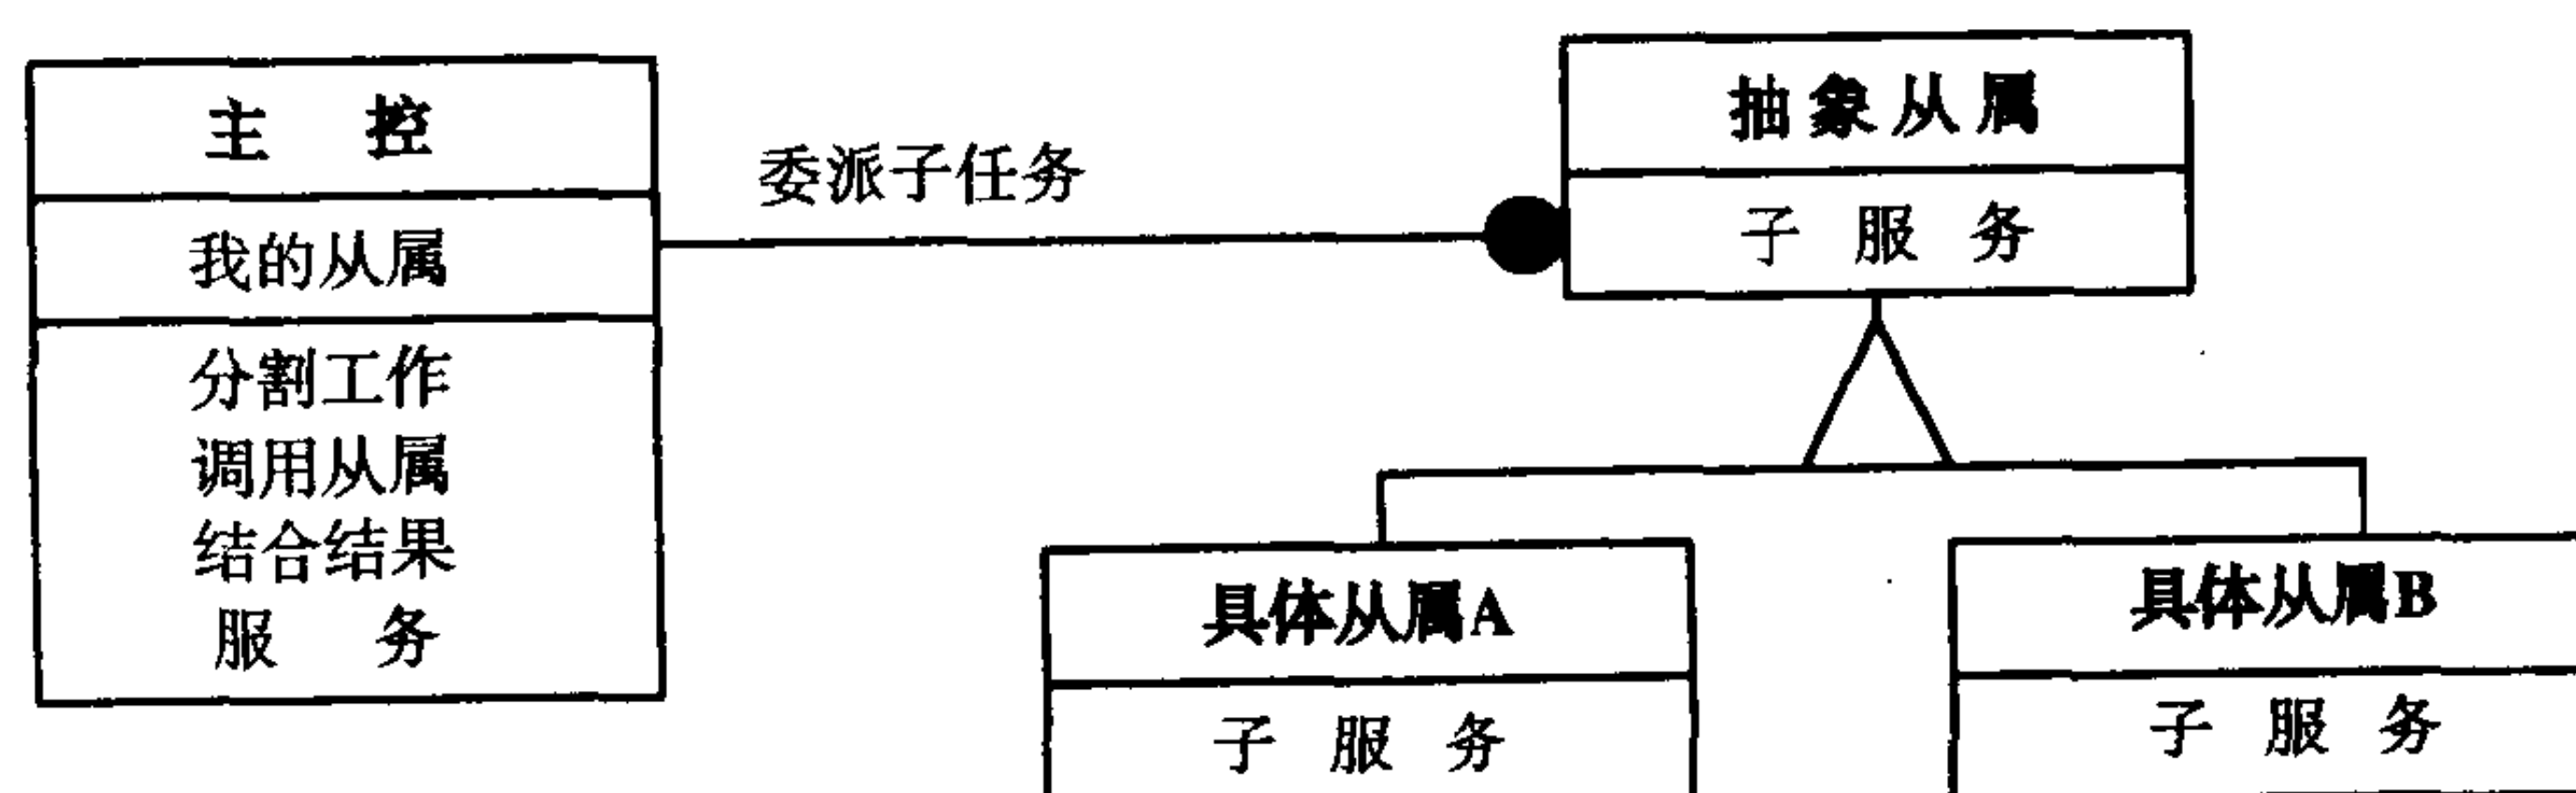 主 控
我的从属
分割工作
调用从属
结合结果
服 务
委派子任务
抽象从属
子 服 务
具体从属A
子 服 务
具体从属B
子 服 务